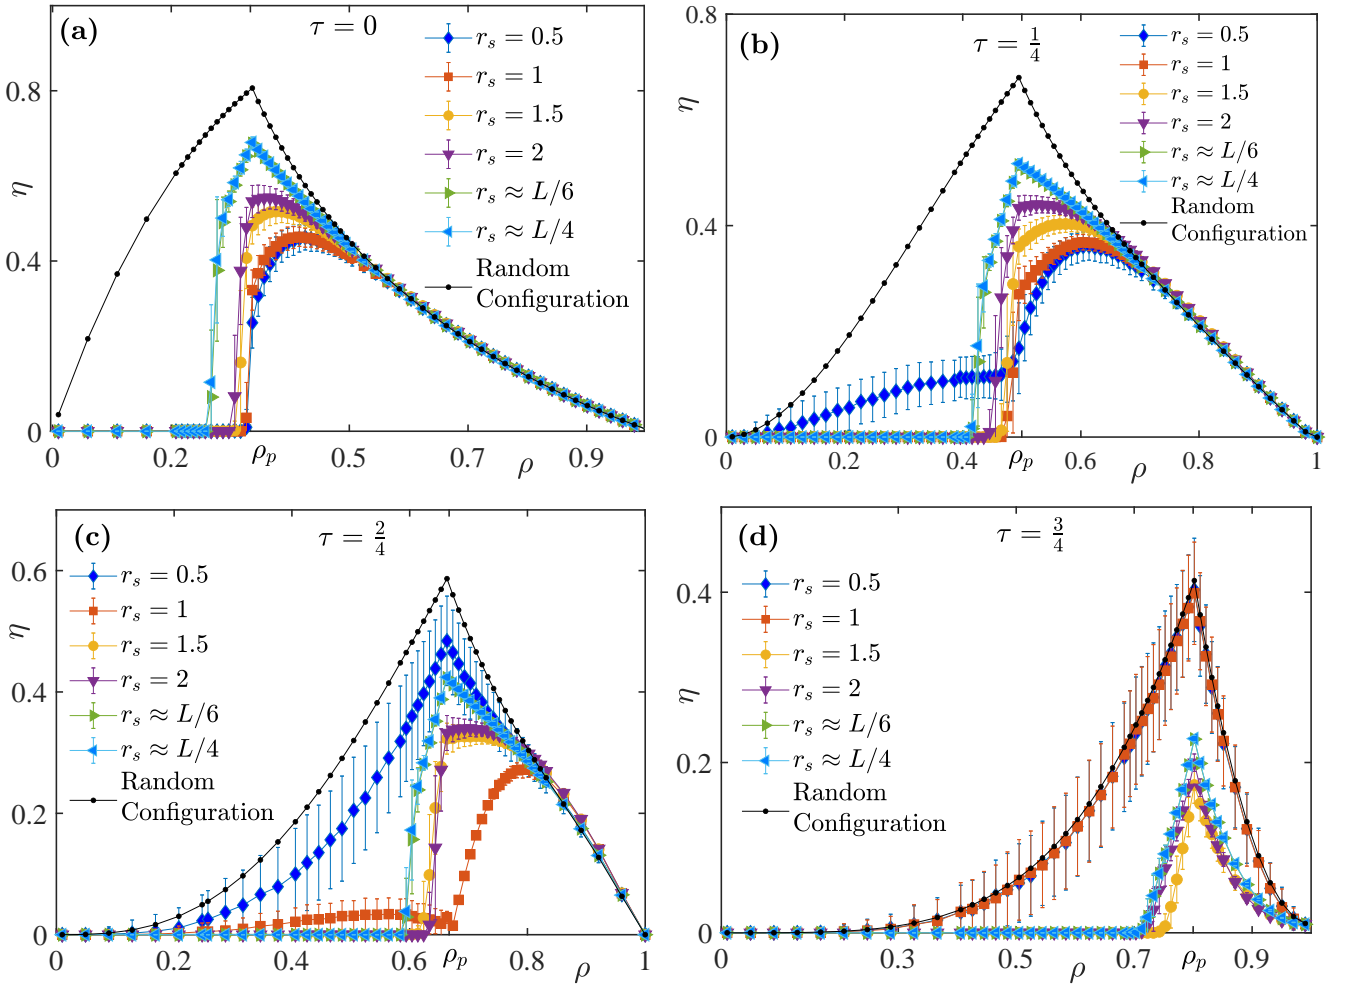 (a)
τ = 0
r_s = 0.5
r_s = 1
r_s = 1.5
r_s = 2
r_s ≈ L/6
r_s ≈ L/4
Random
Configuration
0.8
0.4
0
η
0 0.2 ρ_p 0.5 0.7 ρ 0.9
(b)
τ = 1/4
r_s = 0.5
r_s = 1
r_s = 1.5
r_s = 2
r_s ≈ L/6
r_s ≈ L/4
Random
Configuration
0.8
0.4
0
η
0 0.2 0.4 ρ_p 0.6 ρ 0.8 1
(c)
τ = 2/4
r_s = 0.5
r_s = 1
r_s = 1.5
r_s = 2
r_s ≈ L/6
r_s ≈ L/4
Random
Configuration
0.6
0.4
0.2
0
η
0 0.2 0.4 0.6 ρ_p 0.8 ρ 1
(d)
τ = 3/4
r_s = 0.5
r_s = 1
r_s = 1.5
r_s = 2
r_s ≈ L/6
r_s ≈ L/4
Random
Configuration
0.4
0.2
0
η
0 0.3 0.5 ρ 0.7 ρ_p 0.9